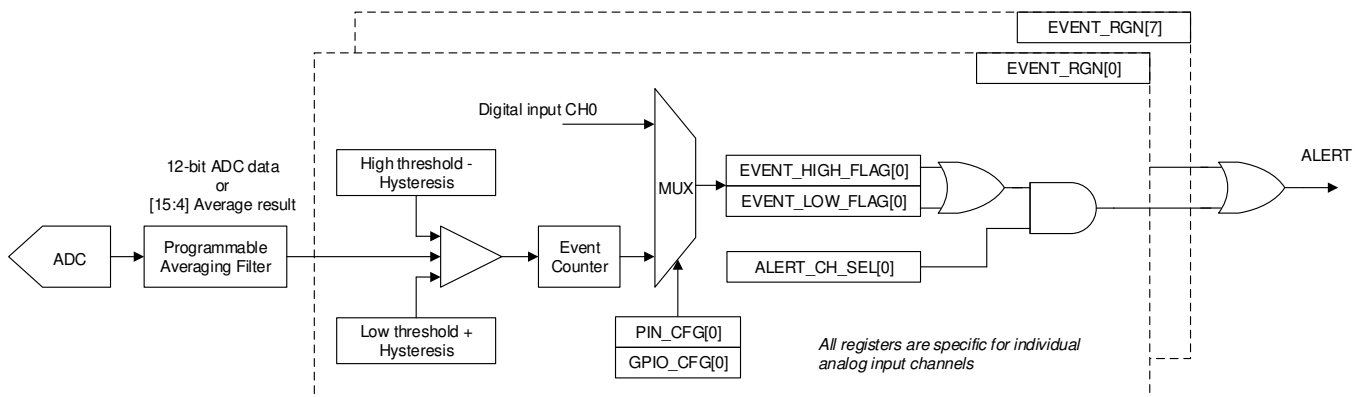 EVENT_RGN[7]
EVENT_RGN[0]
Digital input CH0
12-bit ADC data
or
[15:4] Average result
High threshold -
Hysteresis
MUX
EVENT_HIGH_FLAG[0]
EVENT_LOW_FLAG[0]
ALERT
ADC
Programmable
Averaging Filter
Event
Counter
ALERT_CH_SEL[0]
Low threshold +
Hysteresis
PIN_CFG[0]
GPIO_CFG[0]
All registers are specific for individual
analog input channels